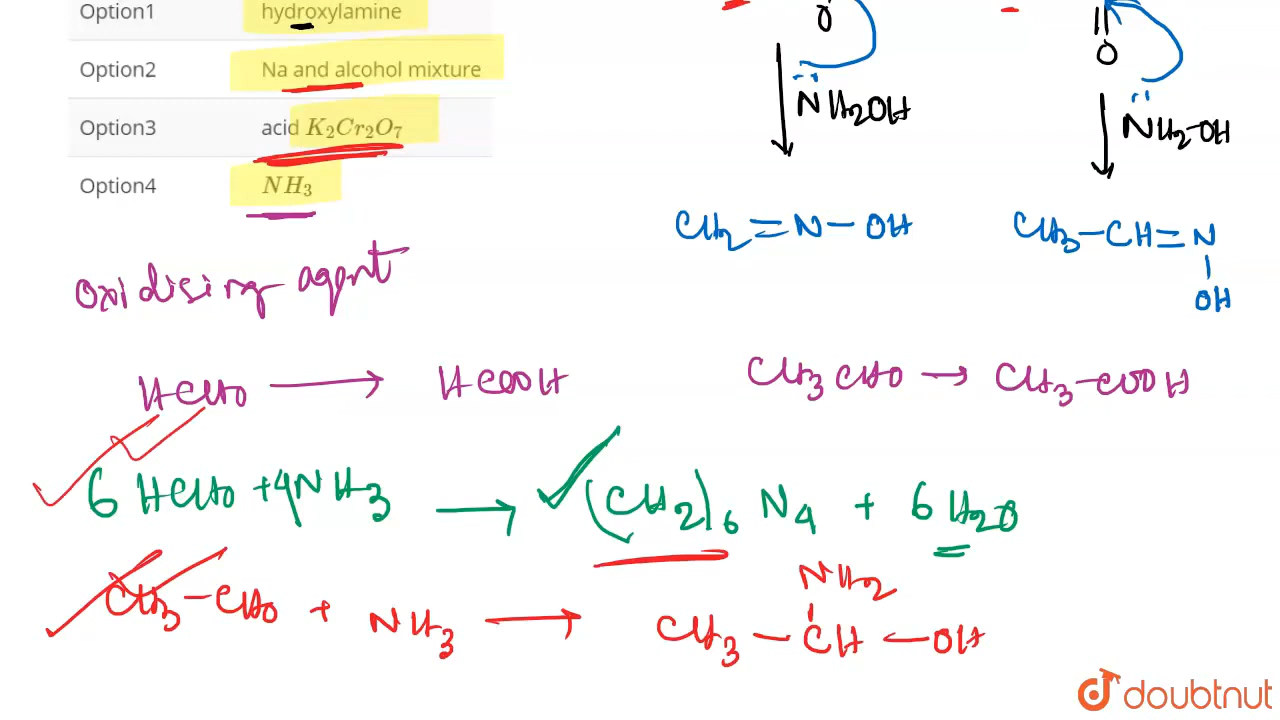 Option1 hydroxylamine
Option2 Na and alcohol mixture
Option3 acid K₂Cr₂O₇
Option4 NH₃
O
O
NH₂OH
NH₂-OH
CH₂=N-OH
CH₃-CH=N
OH
oxidising agent
HCHO → HCOOH
CH₃CHO → CH₃-COOH
6 HCHO + 4NH₃ → (CH₂)₆ N₄ + 6 H₂O
NH₂
CH₃-CHO + NH₃ → CH₃-CH-OH
doubtnut